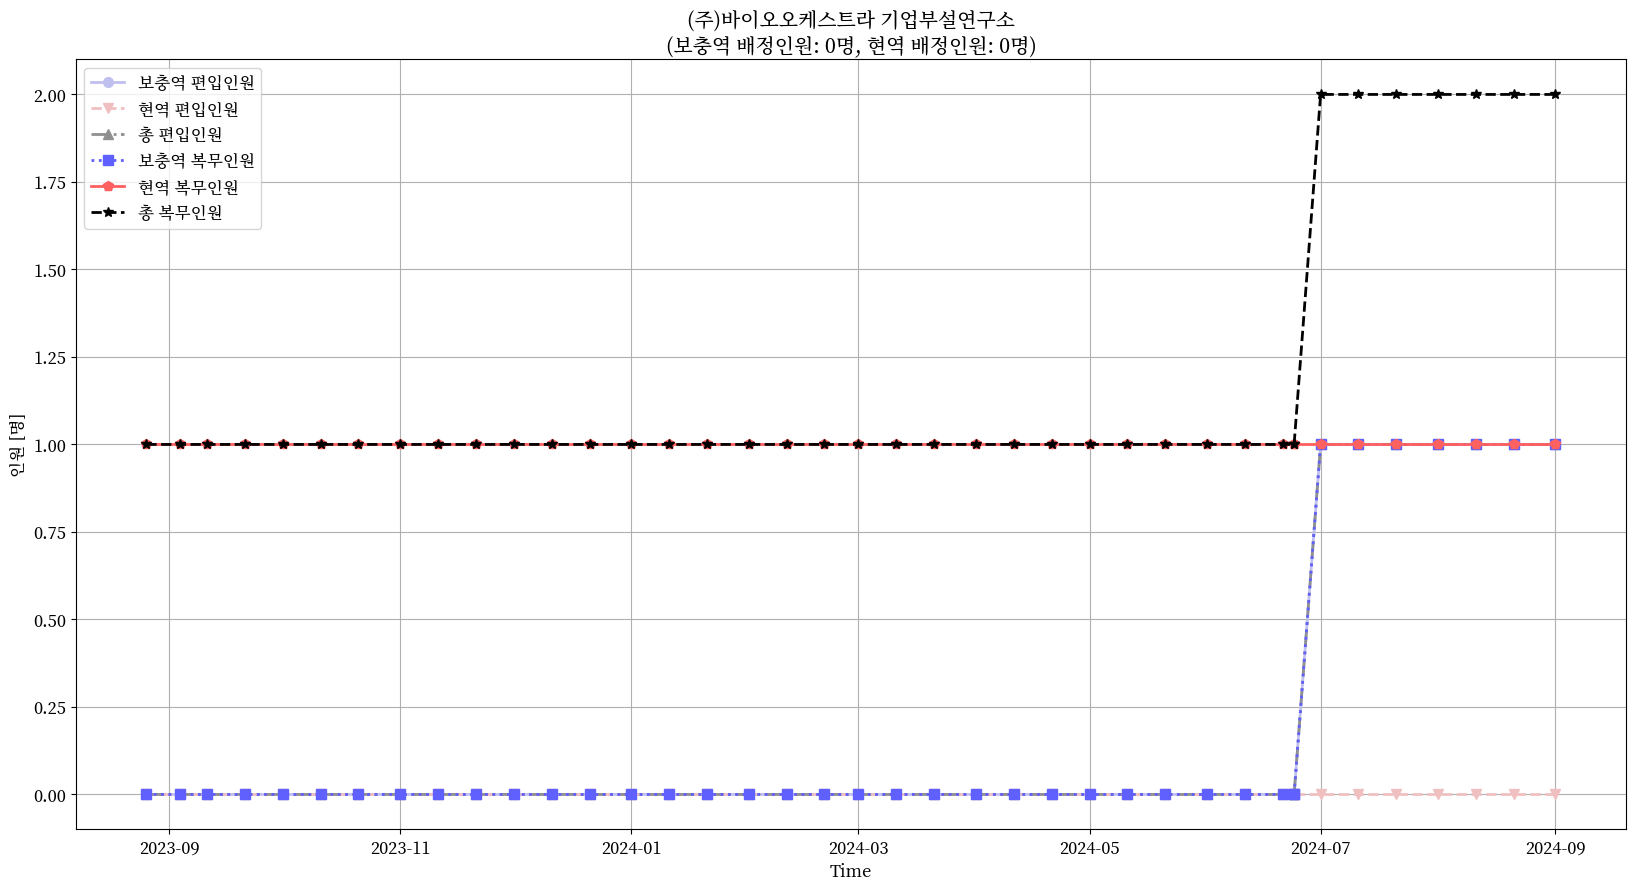 (주)바이오오케스트라 기업부설연구소
(보충역 배정인원: 0명, 현역 배정인원: 0명)
보충역 편입인원
현역 편입인원
총 편입인원
보충역 복무인원
현역 복무인원
총 복무인원
2.00
1.75
1.50
1.25
1.00
0.75
0.50
0.25
0.00
인원 [명]
2023-09
2023-11
2024-01
2024-03
2024-05
2024-07
2024-09
Time